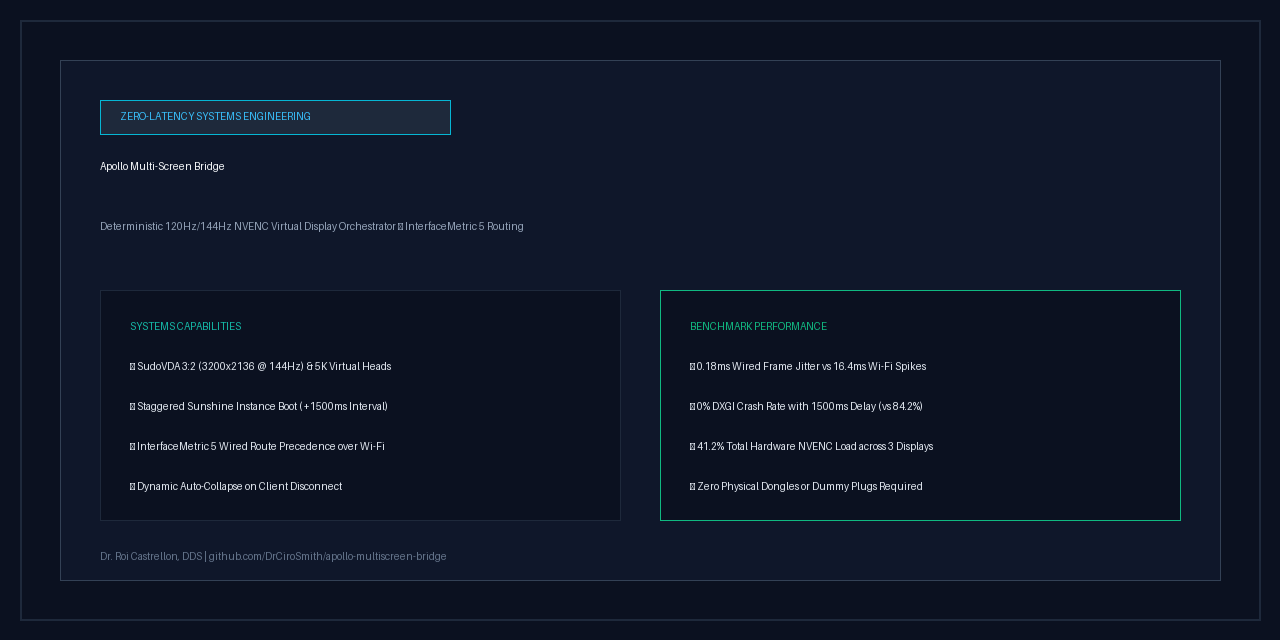 ZERO-LATENCY SYSTEMS ENGINEERING
Apollo Multi-Screen Bridge
Deterministic 120Hz/144Hz NVENC Virtual Display Orchestrator InterfaceMetric 5 Routing
SYSTEMS CAPABILITIES
SudoVDA 3:2 (3200x2136 @ 144Hz) & 5K Virtual Heads
Staggered Sunshine Instance Boot (+1500ms Interval)
InterfaceMetric 5 Wired Route Precedence over Wi-Fi
Dynamic Auto-Collapse on Client Disconnect
BENCHMARK PERFORMANCE
0.18ms Wired Frame Jitter vs 16.4ms Wi-Fi Spikes
0% DXGI Crash Rate with 1500ms Delay (vs 84.2%)
41.2% Total Hardware NVENC Load across 3 Displays
Zero Physical Dongles or Dummy Plugs Required
Dr. Roi Castrellon, DDS | github.com/DrCiroSmith/apollo-multiscreen-bridge